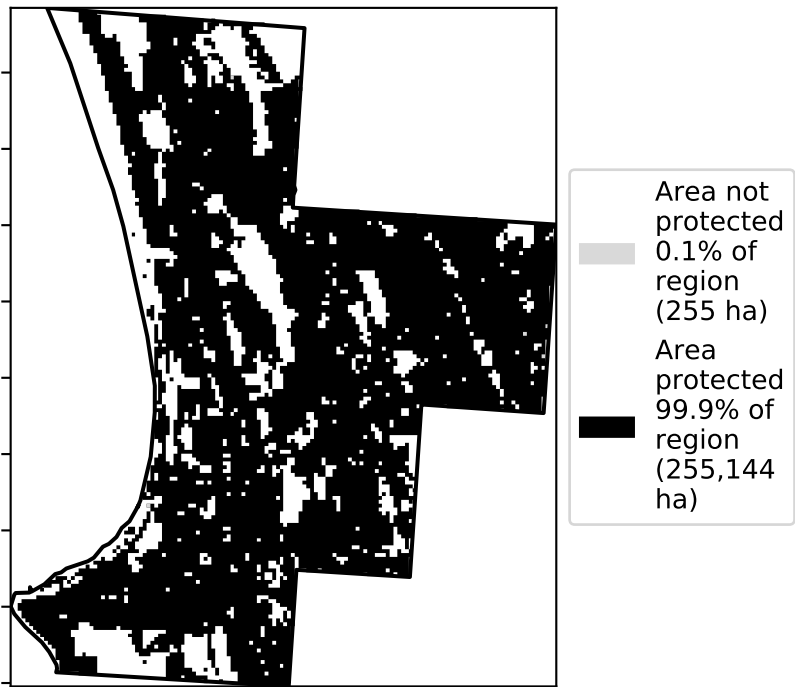 Area not
protected
0.1% of
region
(255 ha)
Area
protected
99.9% of
region
(255,144
ha)